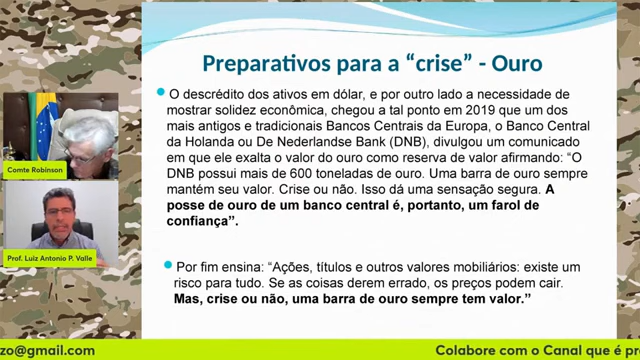 Preparativos para a “crise” - Ouro
O descrédito dos ativos em dólar, e por outro lado a necessidade de
mostrar solidez econômica, chegou a tal ponto em 2019 que um dos
mais antigos e tradicionais Bancos Centrais da Europa, o Banco Central
da Holanda ou De Nederlandse Bank (DNB), divulgou um comunicado
em que ele exalta o valor do ouro como reserva de valor afirmando: “O
DNB possui mais de 600 toneladas de ouro. Uma barra de ouro sempre
mantém seu valor. Crise ou não. Isso dá uma sensação segura. A
posse de ouro de um banco central é, portanto, um farol de
confiança”.
Por fim ensina: “Ações, títulos e outros valores mobiliários: existe um
risco para tudo. Se as coisas derem errado, os preços podem cair.
Mas, crise ou não, uma barra de ouro sempre tem valor.”
Comte Robinson
Prof. Luiz Antonio P. Valle
zo@gmail.com
Colabore com o Canal que é pr